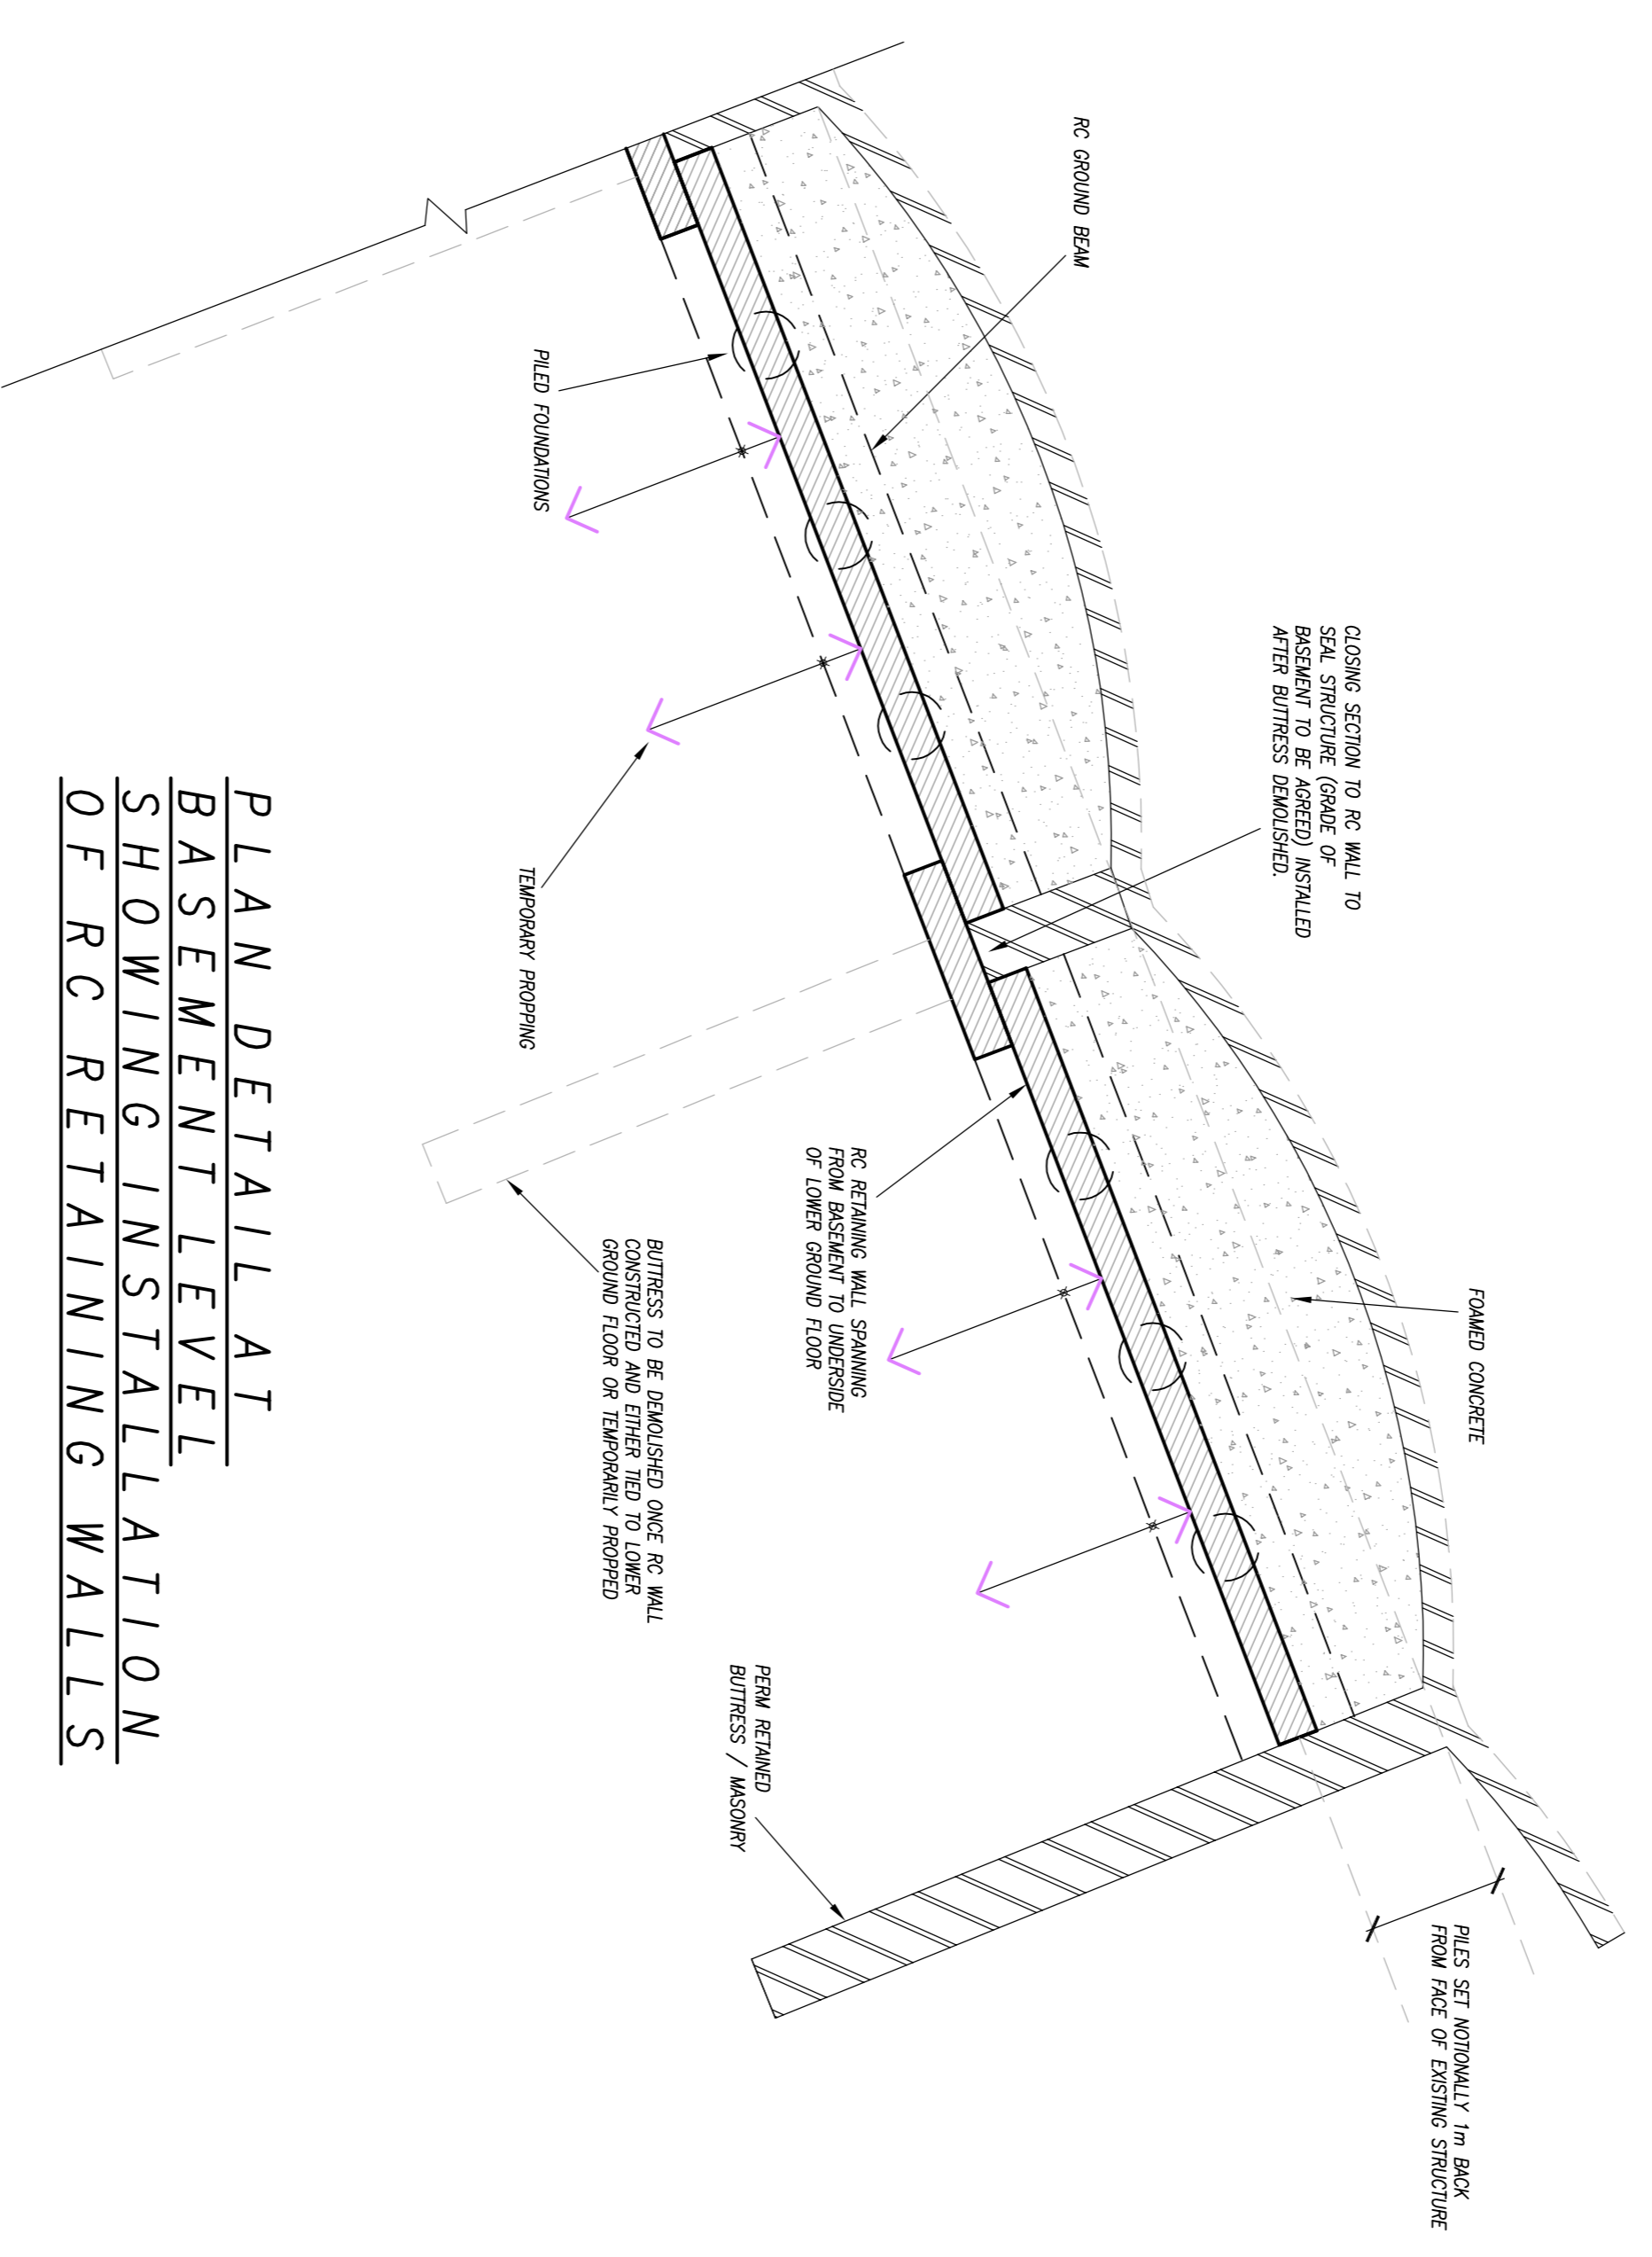 RC GROUND BEAM
CLOSING SECTION TO RC WALL TO
SEAL STRUCTURE (GRADE OF
BASEMENT TO BE AGREED) INSTALLED
AFTER BUTTRESS DEMOLISHED.
FOAMED CONCRETE
PILES SET NOTIONALLY 1m BACK
FROM FACE OF EXISTING STRUCTURE
PILED FOUNDATIONS
TEMPORARY PROPPING
RC RETAINING WALL SPANNING
FROM BASEMENT TO UNDERSIDE
OF LOWER GROUND FLOOR
BUTTRESS TO BE DEMOLISHED ONCE RC WALL
CONSTRUCTED AND EITHER TIED TO LOWER
GROUND FLOOR OR TEMPORARILY PROPPED
PERM RETAINED
BUTTRESS / MASONRY
PLAN DETAIL AT
BASEMENT LEVEL
SHOWING INSTALLATION
OF RC RETAINING WALLS